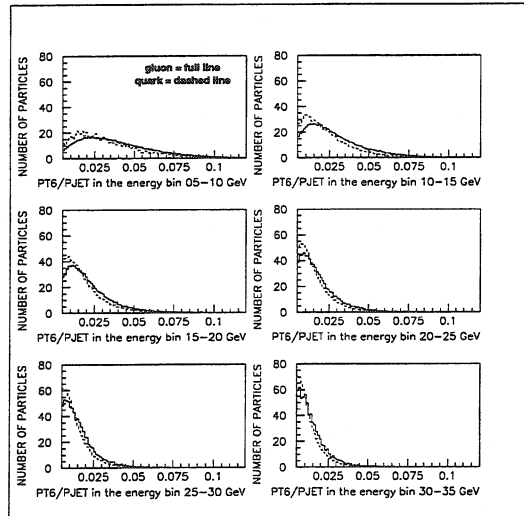 NUMBER OF PARTICLES
80
60
40
20
0
gluon = full line
quark = dashed line
0.025 0.05 0.075 0.1
PT6/PJET in the energy bin 05-10 GeV
NUMBER OF PARTICLES
80
60
40
20
0
0.025 0.05 0.075 0.1
PT6/PJET in the energy bin 10-15 GeV
NUMBER OF PARTICLES
80
60
40
20
0
0.025 0.05 0.075 0.1
PT6/PJET in the energy bin 15-20 GeV
NUMBER OF PARTICLES
80
60
40
20
0
0.025 0.05 0.075 0.1
PT6/PJET in the energy bin 20-25 GeV
NUMBER OF PARTICLES
80
60
40
20
0
0.025 0.05 0.075 0.1
PT6/PJET in the energy bin 25-30 GeV
NUMBER OF PARTICLES
80
60
40
20
0
0.025 0.05 0.075 0.1
PT6/PJET in the energy bin 30-35 GeV